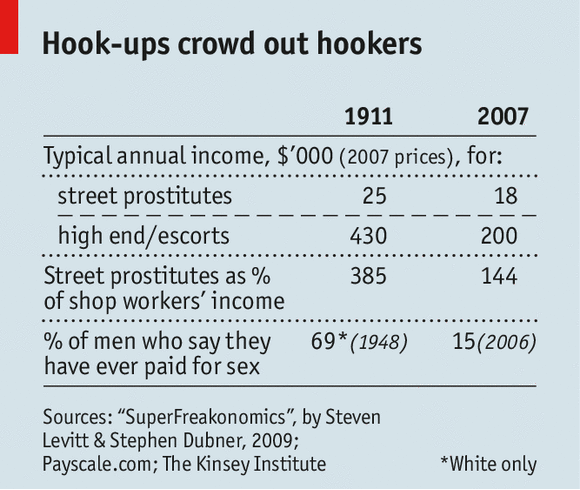 Hook-ups crowd out hookers
1911 2007
Typical annual income, $'000 (2007 prices), for:
street prostitutes 25 18
high end/escorts 430 200
Street prostitutes as % 385 144
of shop workers' income
% of men who say they 69*(1948) 15(2006)
have ever paid for sex
Sources: “SuperFreakonomics”, by Steven
Levitt & Stephen Dubner, 2009;
Payscale.com; The Kinsey Institute *White only